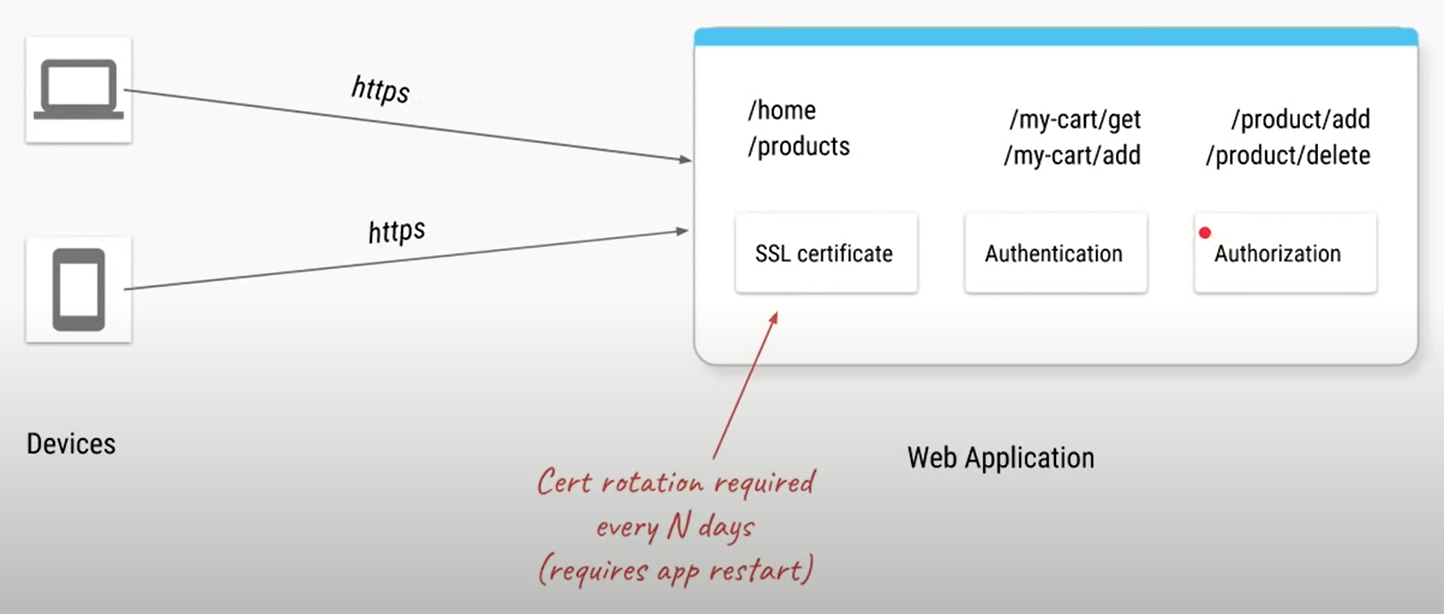 https
/home
/products
/my-cart/get
/my-cart/add
/product/add
/product/delete
https
SSL certificate
Authentication
Authorization
Devices
Web Application
Cert rotation required
every N days
(requires app restart)